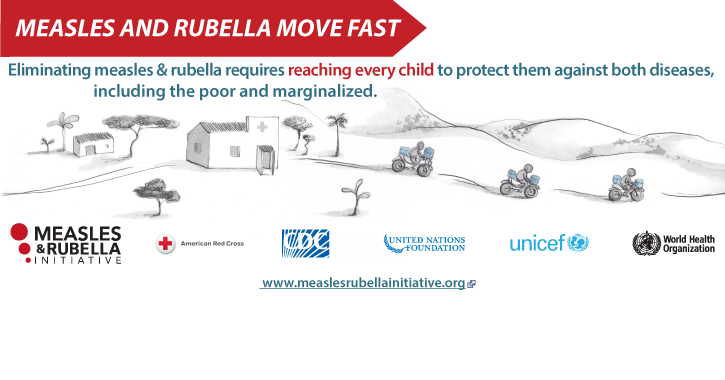 MEASLES AND RUBELLA MOVE FAST
Eliminating measles & rubella requires reaching every child to protect them against both diseases,
including the poor and marginalized.
MEASLES
& RUBELLA
INITIATIVE
American Red Cross
CDC
UNITED NATIONS
FOUNDATION
unicef
World Health
Organization
www.measlesrubellainitiative.org